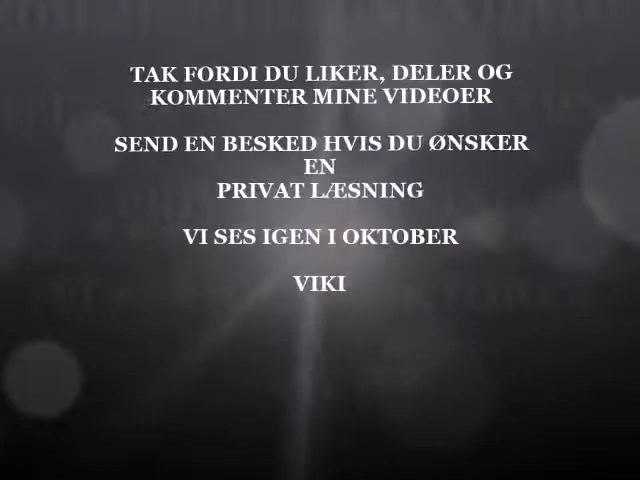 TAK FORDI DU LIKER, DELER OG
KOMMENTER MINE VIDEOER
SEND EN BESKED HVIS DU ØNSKER
EN
PRIVAT LÆSNING
VI SES IGEN I OKTOBER
VIKI